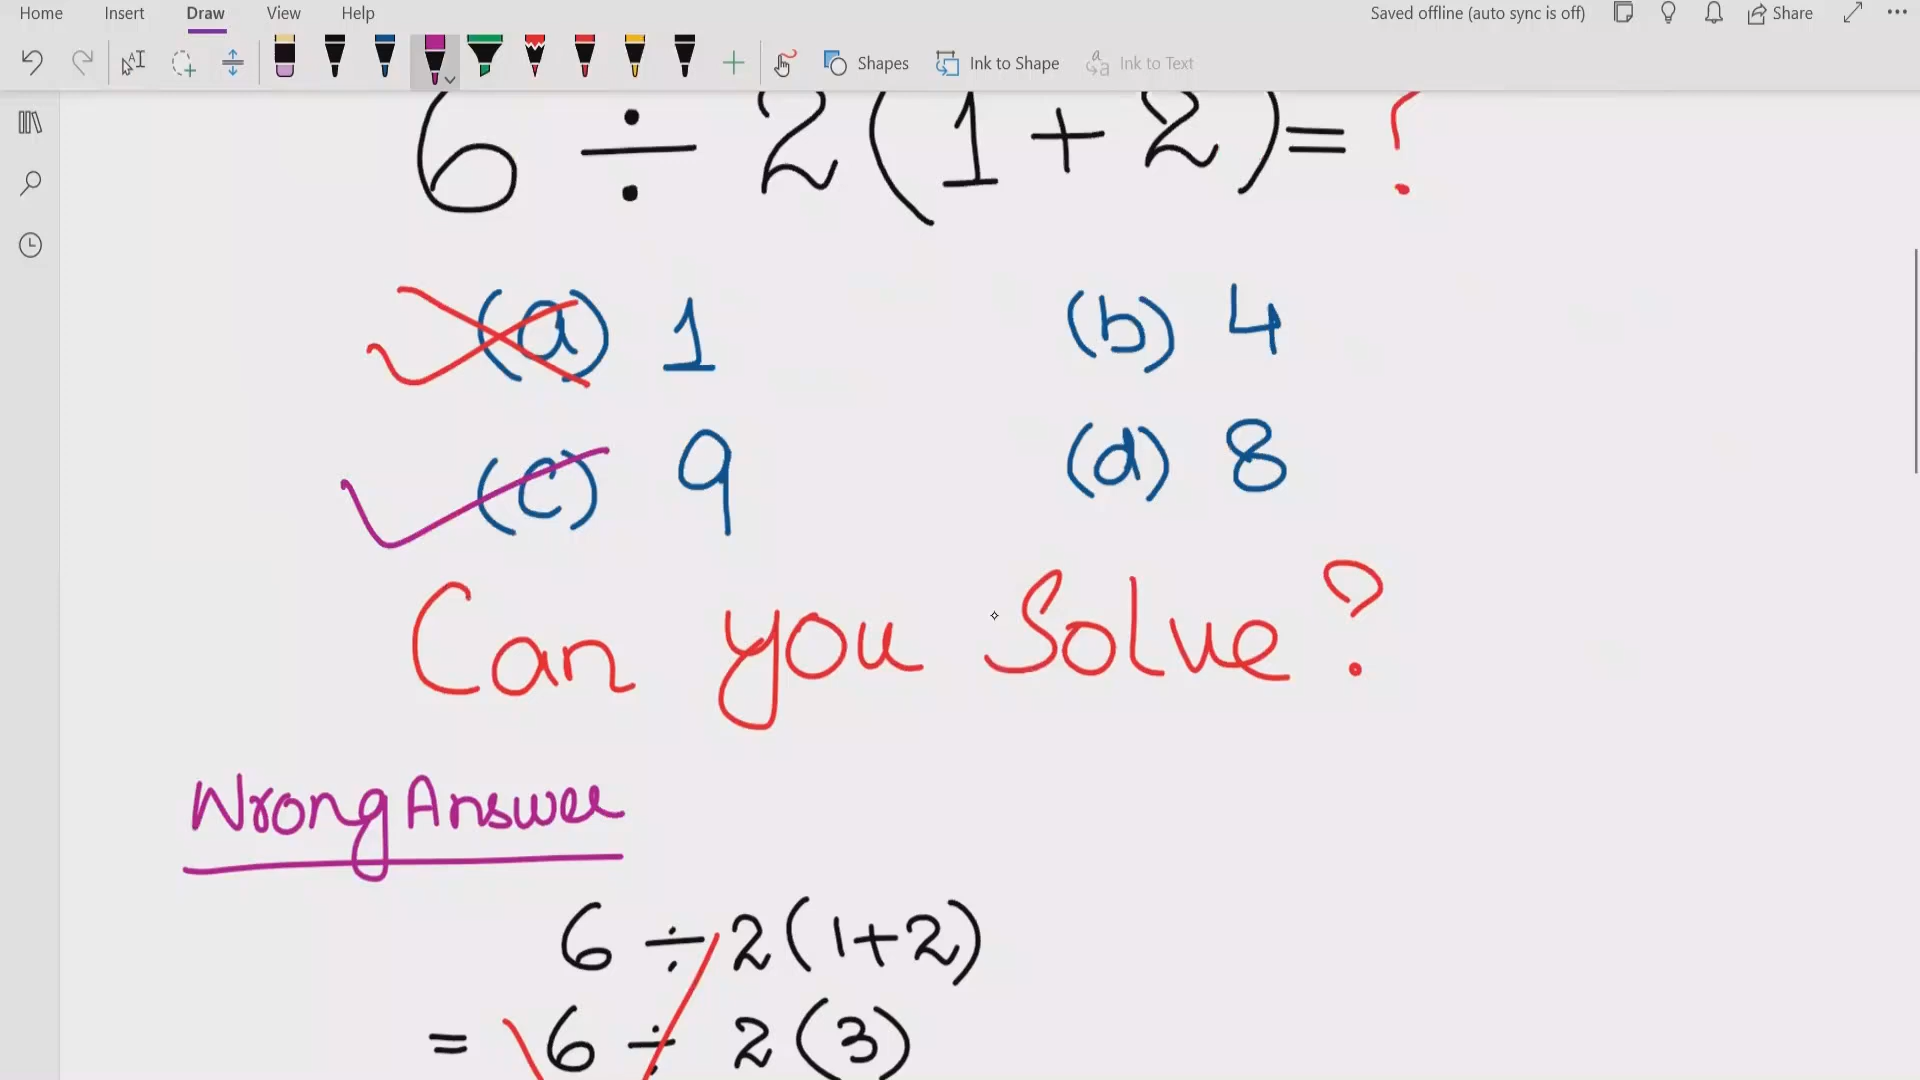 Home Insert Draw View Help Saved offline (auto sync is off) Share
Shapes Ink to Shape Ink to Text
6 ÷ 2(1+2)= ?
(a) 1 (b) 4
(c) 9 (d) 8
Can you Solve?
Wrong Answer
6 ÷ 2(1+2)
= 6 ÷ 2(3)